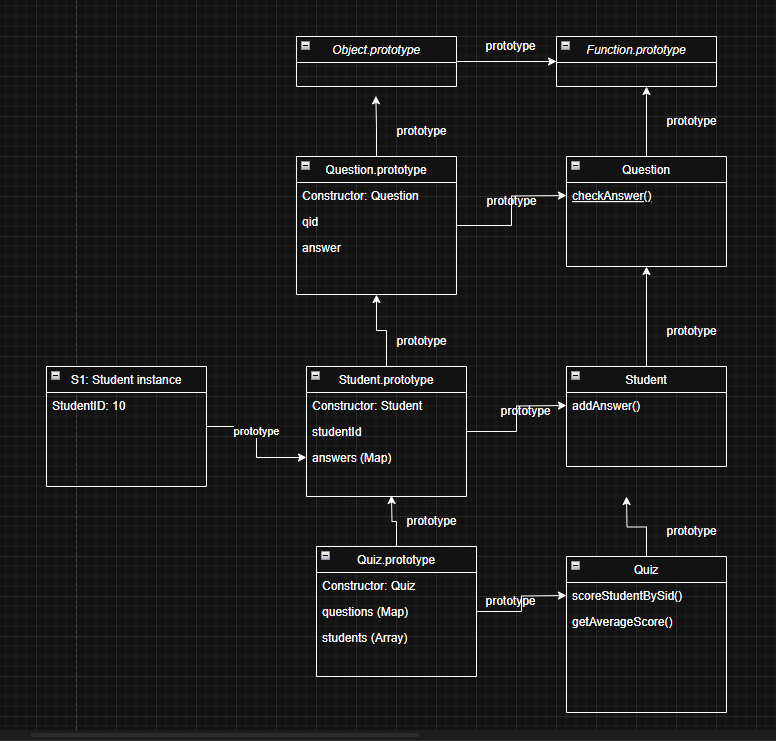 Object.prototype
prototype
Function.prototype
prototype
prototype
Question.prototype
Constructor: Question
qid
answer
prototype
Question
checkAnswer()
prototype
prototype
S1: Student instance
StudentID: 10
prototype
Student.prototype
Constructor: Student
studentId
answers (Map)
prototype
Student
addAnswer()
prototype
prototype
Quiz.prototype
Constructor: Quiz
questions (Map)
students (Array)
prototype
Quiz
scoreStudentBySid()
getAverageScore()